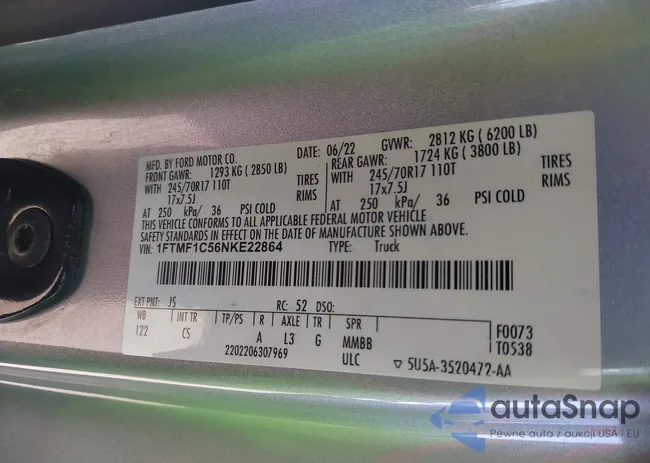 MFD. BY FORD MOTOR CO. DATE: 06/22 GVWR: 2812 KG ( 6200 LB)
FRONT GAWR: 1293 KG ( 2850 LB) REAR GAWR: 1724 KG ( 3800 LB)
WITH 245/70R17 110T TIRES WITH 245/70R17 110T TIRES
17x7.5J RIMS 17x7.5J RIMS
AT 250 kPa/ 36 PSI COLD AT 250 kPa/ 36 PSI COLD
THIS VEHICLE CONFORMS TO ALL APPLICABLE FEDERAL MOTOR VEHICLE
SAFETY STANDARDS IN EFFECT ON THE DATE OF MANUFACTURE SHOWN ABOVE.
VIN: 1FTMF1C56NKE22864 TYPE: Truck
EXT PNT: JS RC: 52 DSO:
WB INT TR TP/PS R AXLE TR SPR F0073
122 CS A L3 G MMBB T0538
2202206307969 ULC ▽ 5U5A-3520472-AA
autaSnap
Pewne auta z aukcji USA i EU